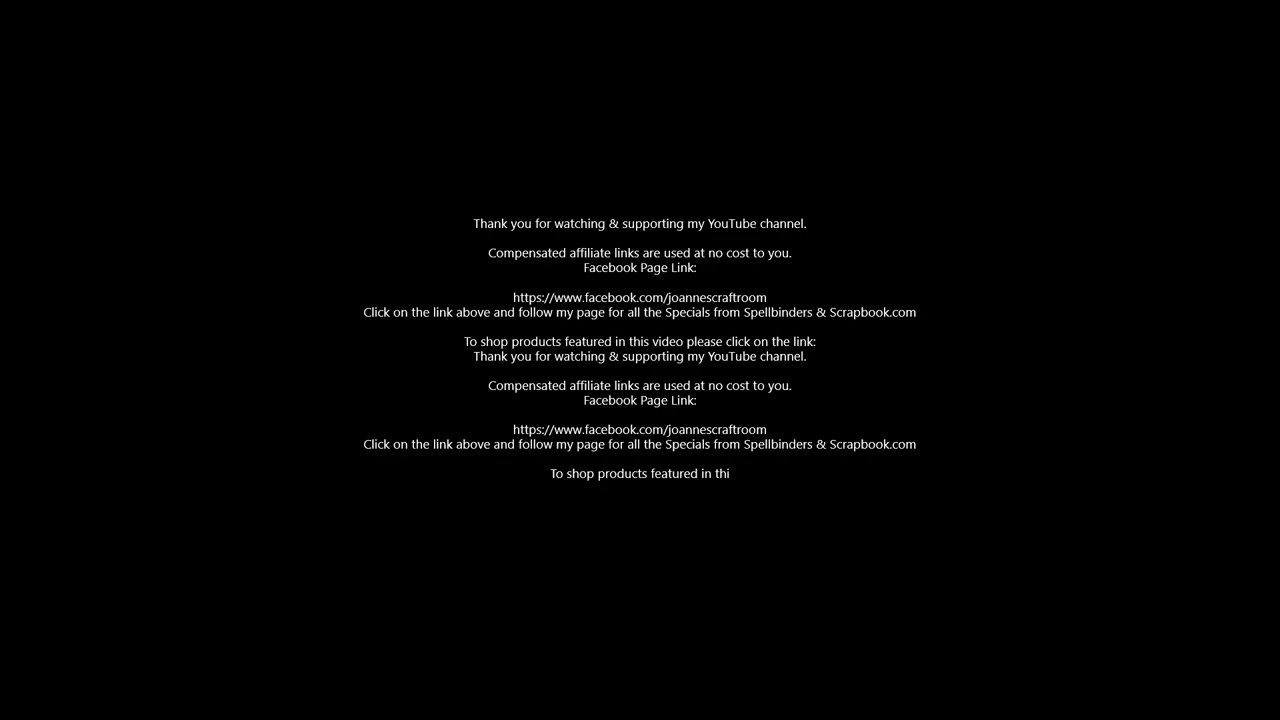 Thank you for watching & supporting my YouTube channel.
Compensated affiliate links are used at no cost to you.
Facebook Page Link:
https://www.facebook.com/joannescraftroom
Click on the link above and follow my page for all the Specials from Spellbinders & Scrapbook.com
To shop products featured in this video please click on the link:
Thank you for watching & supporting my YouTube channel.
Compensated affiliate links are used at no cost to you.
Facebook Page Link:
https://www.facebook.com/joannescraftroom
Click on the link above and follow my page for all the Specials from Spellbinders & Scrapbook.com
To shop products featured in thi